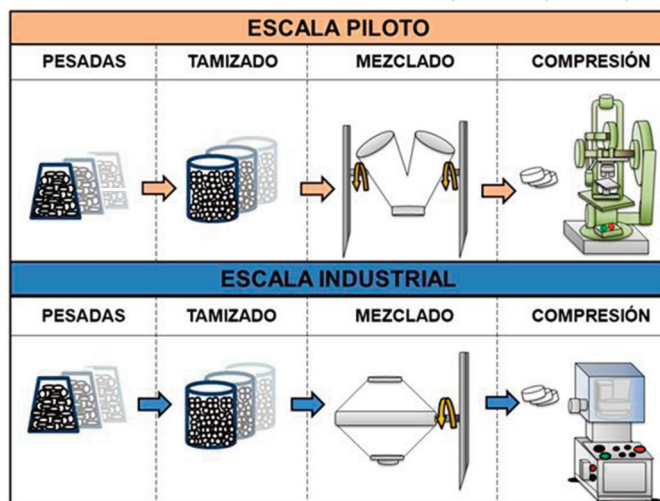 ESCALA PILOTO
PESADAS TAMIZADO MEZCLADO COMPRESIÓN
ESCALA INDUSTRIAL
PESADAS TAMIZADO MEZCLADO COMPRESIÓN